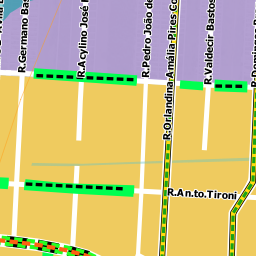 R.Germano Bas
R.Acylino José
R.Pedro João de
R.Orlandina Amália Pires Co
R.Valdecir Bastos
R.Domingos
R.An.to.Tironi